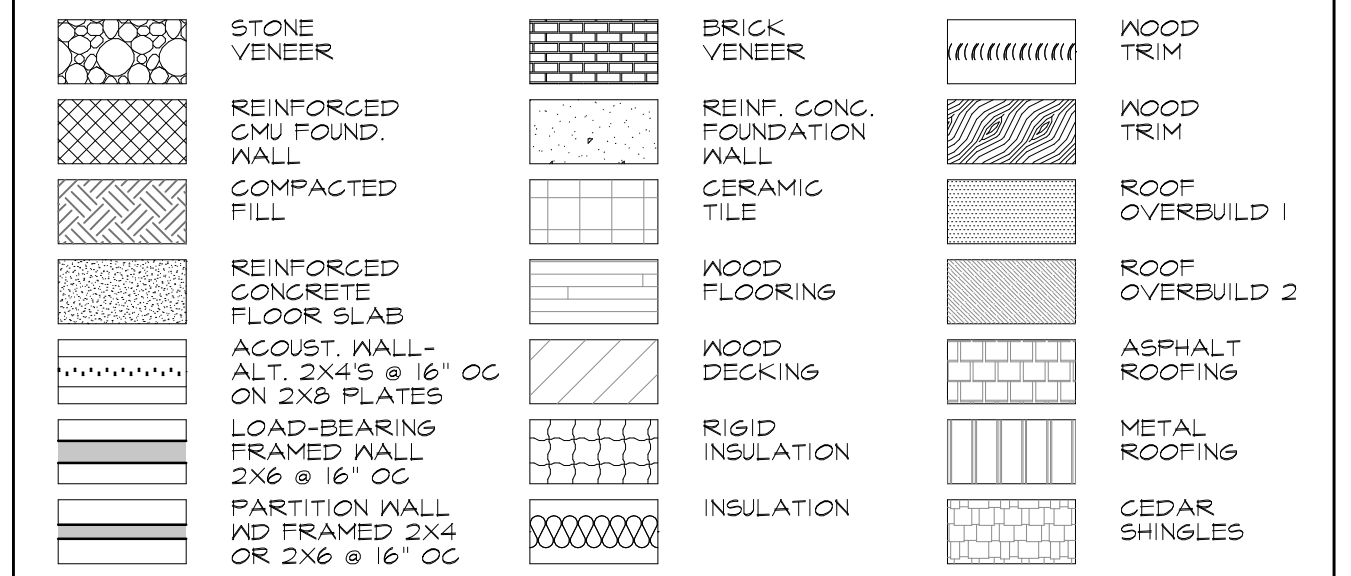 STONE
VENEER
REINFORCED
CMU FOUND.
WALL
COMPACTED
FILL
REINFORCED
CONCRETE
FLOOR SLAB
ACOUST. WALL-
ALT. 2X4'S @ 16" OC
ON 2X8 PLATES
LOAD-BEARING
FRAMED WALL
2X6 @ 16" OC
PARTITION WALL
WD FRAMED 2X4
OR 2X6 @ 16" OC
BRICK
VENEER
REINF. CONC.
FOUNDATION
WALL
CERAMIC
TILE
WOOD
FLOORING
WOOD
DECKING
RIGID
INSULATION
INSULATION
WOOD
TRIM
WOOD
TRIM
ROOF
OVERBUILD 1
ROOF
OVERBUILD 2
ASPHALT
ROOFING
METAL
ROOFING
CEDAR
SHINGLES